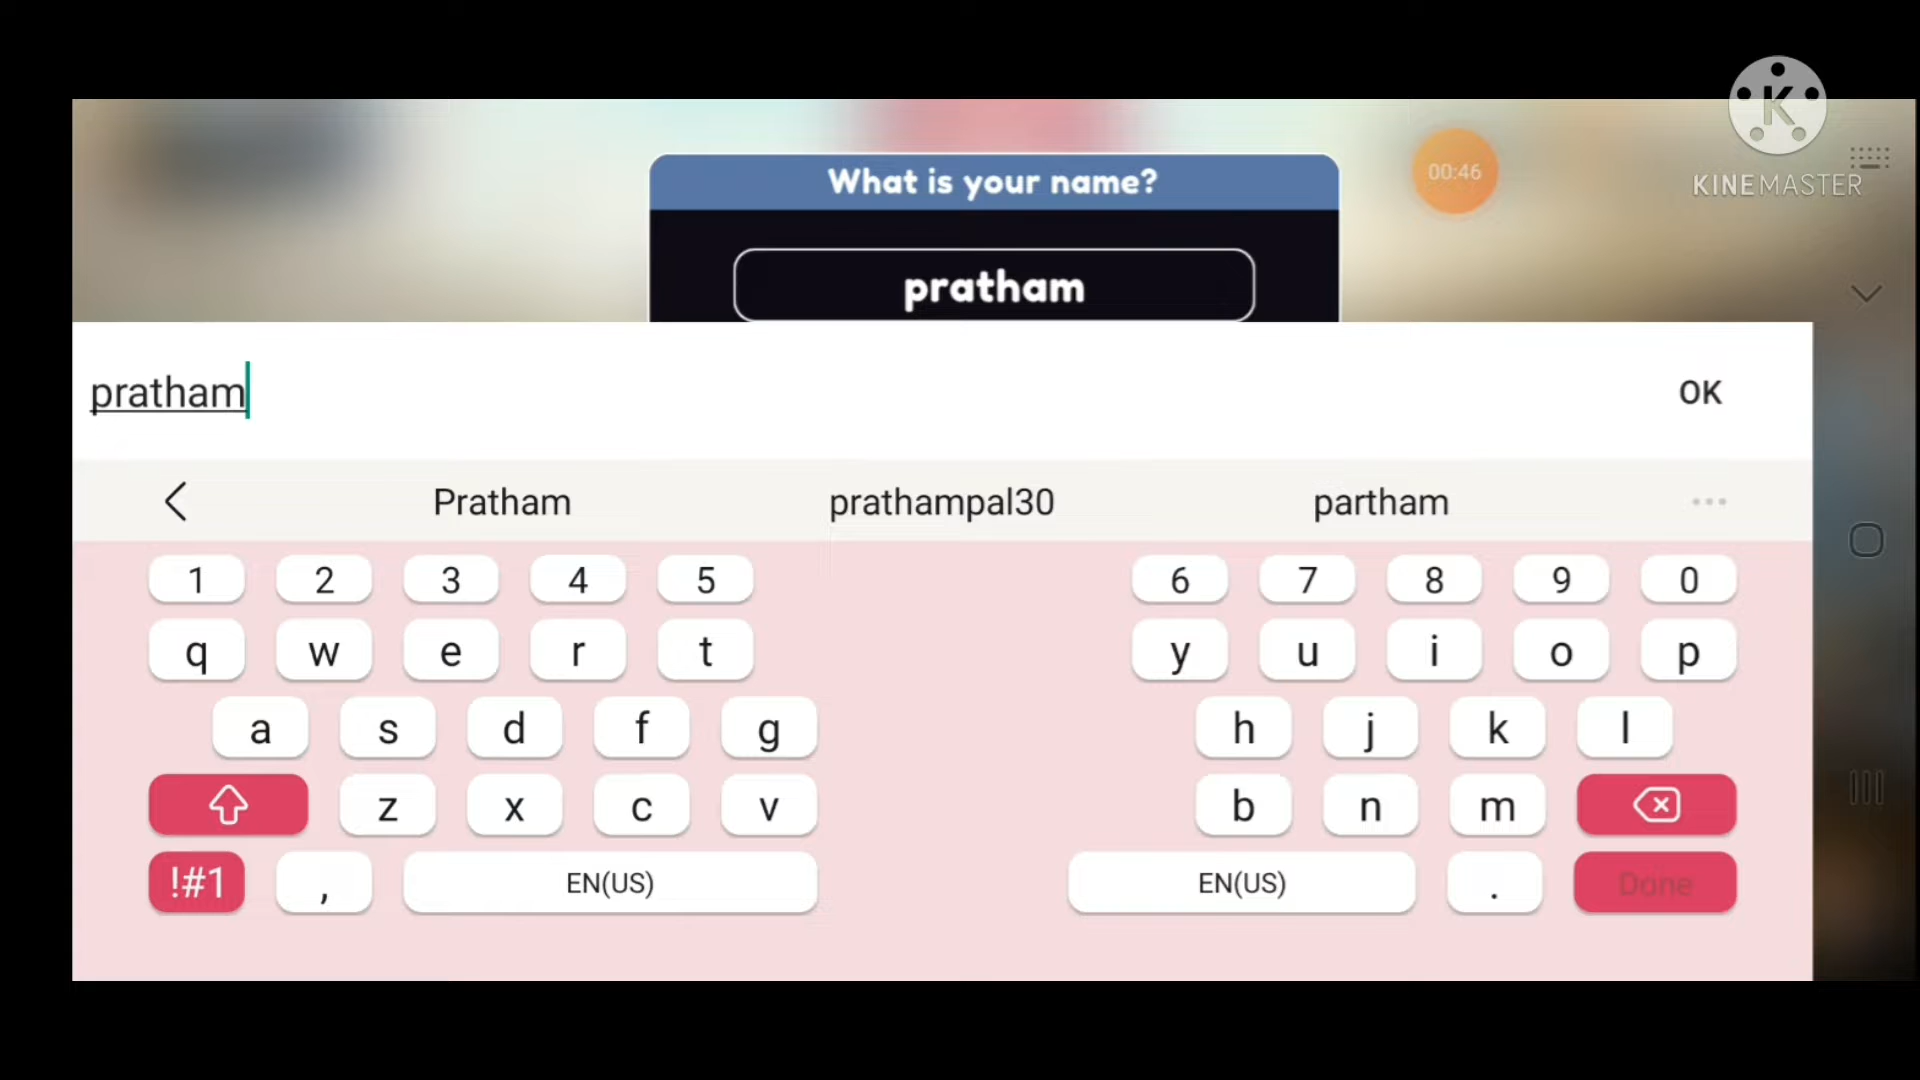 What is your name?
00:46
K
KINEMASTER
pratham
pratham
OK
Pratham prathampal30 partham
1 2 3 4 5 6 7 8 9 0
q w e r t y u i o p
a s d f g h j k l
z x c v b n m
!#1 , EN(US) EN(US) . Done